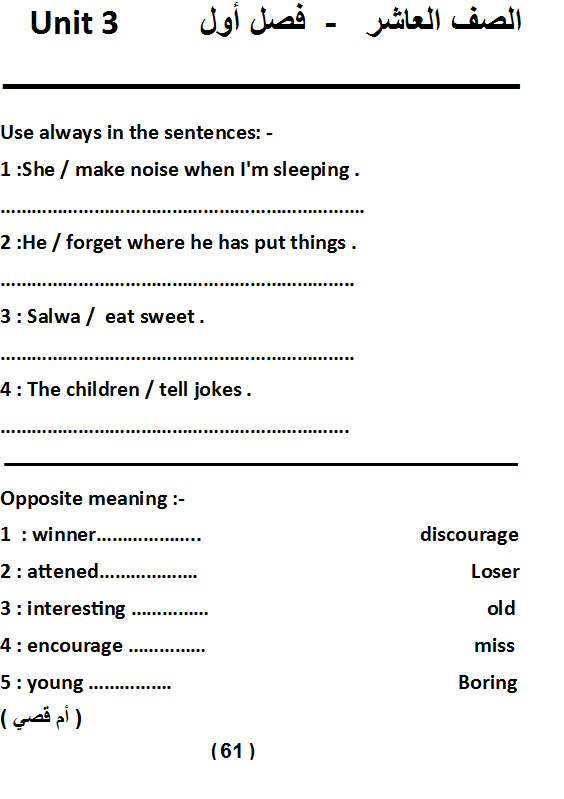 Unit 3 الصف العاشر - فصل أول
Use always in the sentences: -
1 :She / make noise when I'm sleeping .
......................................................................
2 :He / forget where he has put things .
....................................................................
3 : Salwa / eat sweet .
....................................................................
4 : The children / tell jokes .
...................................................................
Opposite meaning :-
1 : winner.................... discourage
2 : attened................... Loser
3 : interesting ............... old
4 : encourage ............... miss
5 : young ................ Boring
( أم قصي )
( 61 )